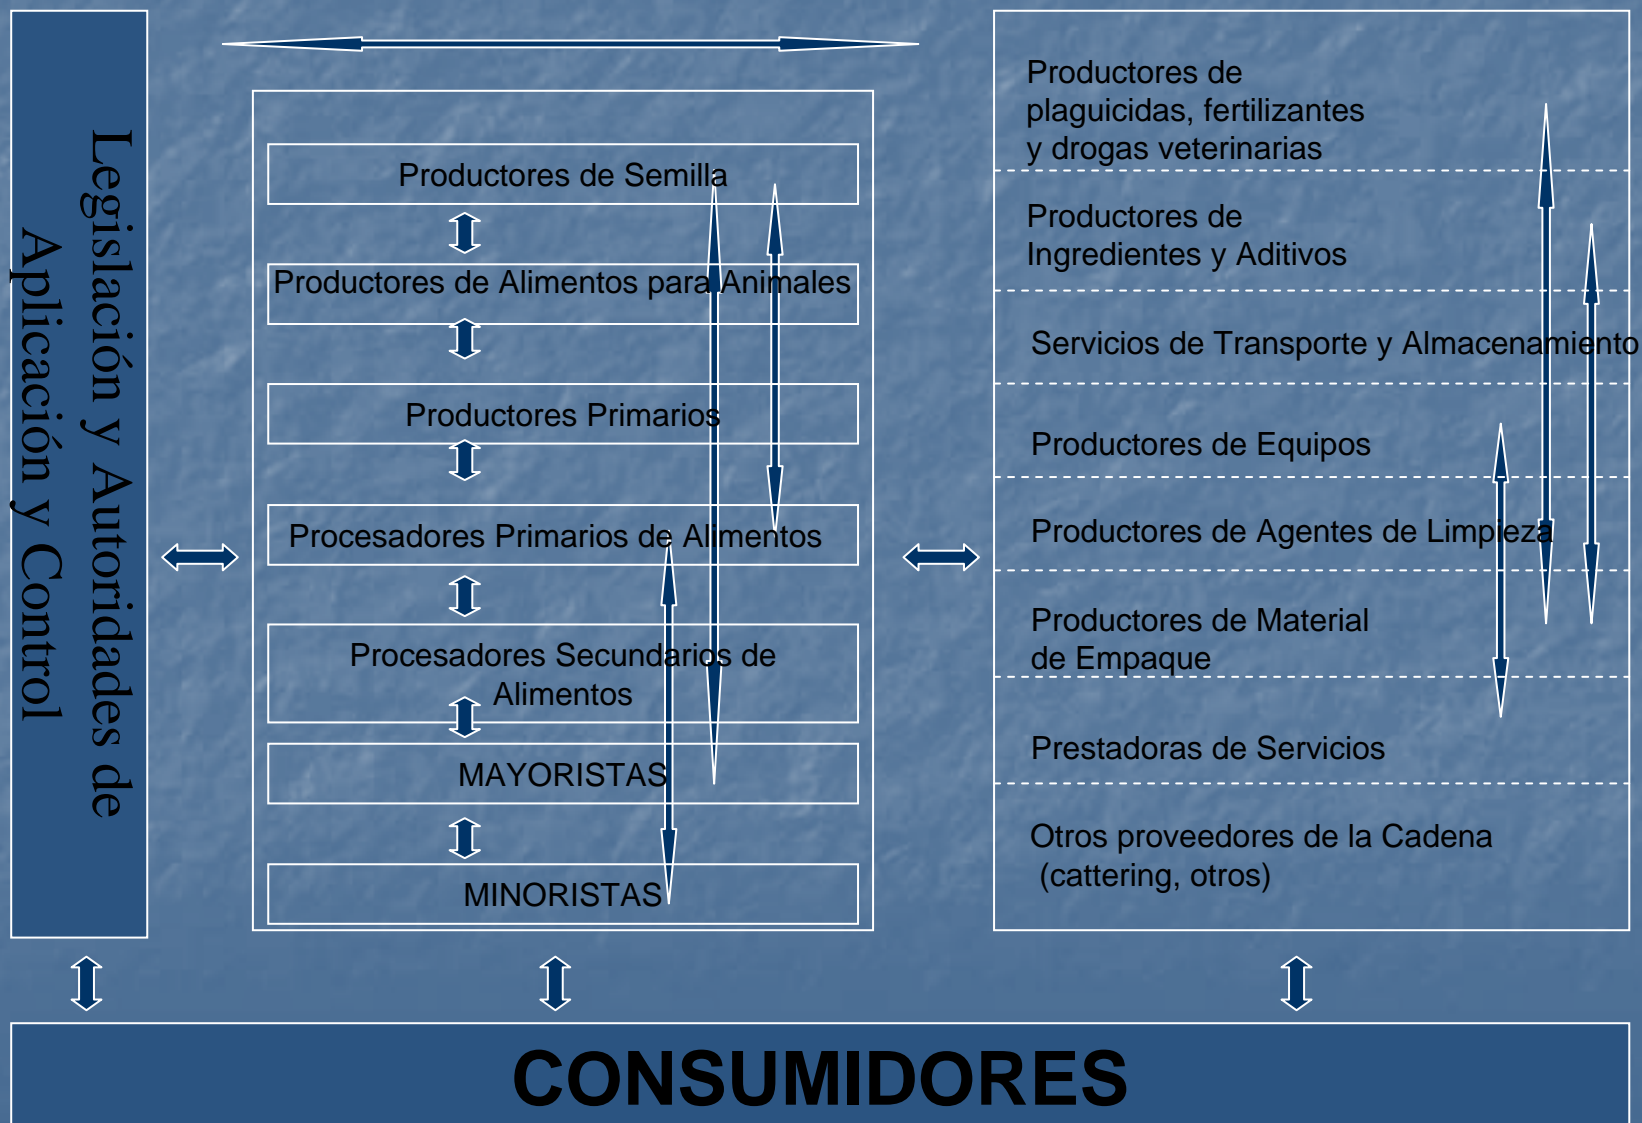 Legislación y Autoridades de
Aplicación y Control
Productores de Semilla
Productores de Alimentos para Animales
Productores Primarios
Procesadores Primarios de Alimentos
Procesadores Secundarios de
Alimentos
MAYORISTAS
MINORISTAS
Productores de
plaguicidas, fertilizantes
y drogas veterinarias
Productores de
Ingredientes y Aditivos
Servicios de Transporte y Almacenamiento
Productores de Equipos
Productores de Agentes de Limpieza
Productores de Material
de Empaque
Prestadoras de Servicios
Otros proveedores de la Cadena
(cattering, otros)
CONSUMIDORES